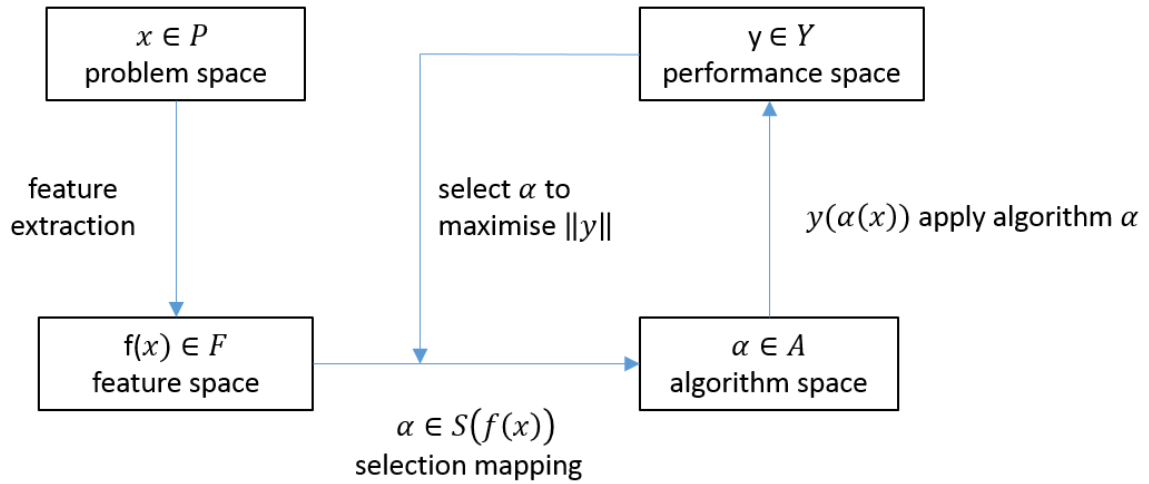 𝑥 ∈ 𝑃
problem space
y ∈ 𝑌
performance space
feature
extraction
select 𝛼 to
maximise ‖𝑦‖
𝑦(𝛼(𝑥)) apply algorithm 𝛼
f(𝑥) ∈ 𝐹
feature space
𝛼 ∈ 𝐴
algorithm space
𝛼 ∈ 𝑆(𝑓(𝑥))
selection mapping